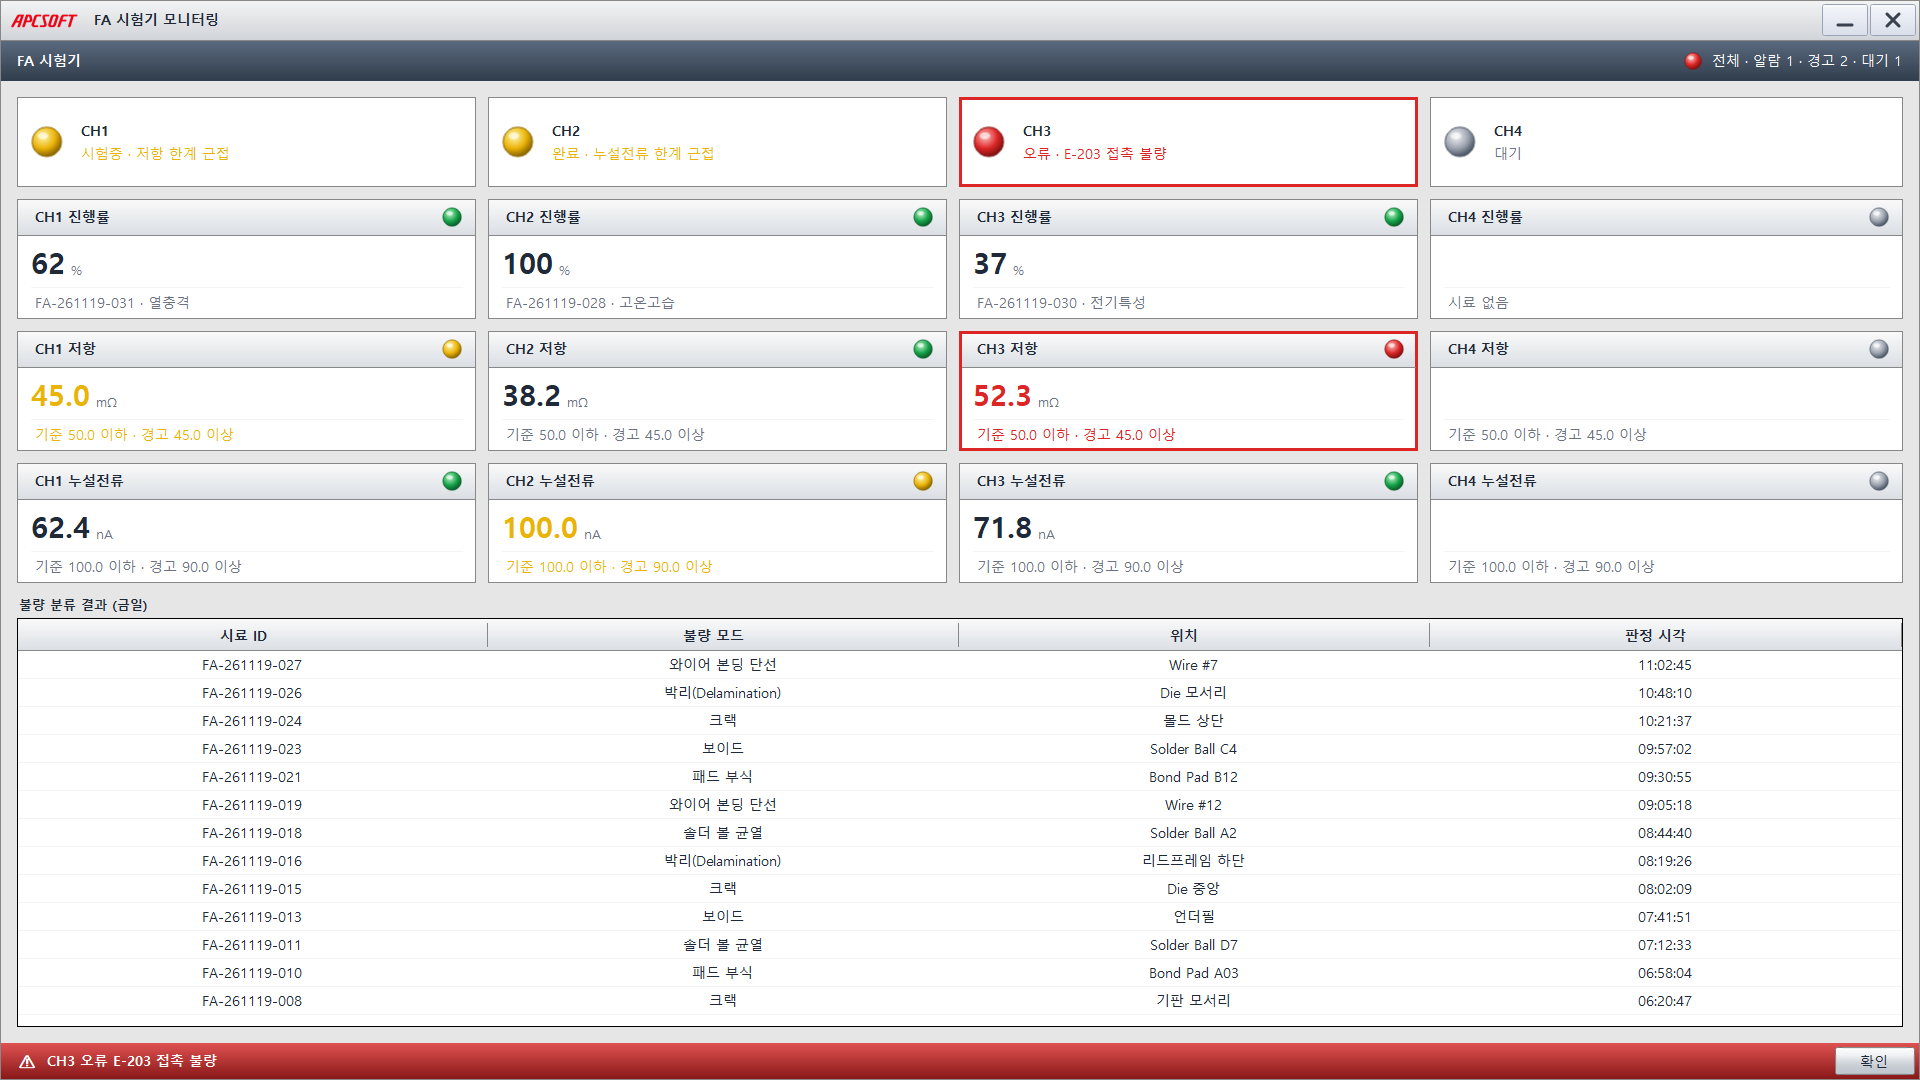 APCSOFT FA 시험기 모니터링
FA 시험기
전체 · 알람 1 · 경고 2 · 대기 1
CH1
시험중 · 저항 한계 근접
CH2
완료 · 누설전류 한계 근접
CH3
오류 · E-203 접촉 불량
CH4
대기
CH1 진행률
62 %
FA-261119-031 · 열충격
CH2 진행률
100 %
FA-261119-028 · 고온고습
CH3 진행률
37 %
FA-261119-030 · 전기특성
CH4 진행률
시료 없음
CH1 저항
45.0 mΩ
기준 50.0 이하 · 경고 45.0 이상
CH2 저항
38.2 mΩ
기준 50.0 이하 · 경고 45.0 이상
CH3 저항
52.3 mΩ
기준 50.0 이하 · 경고 45.0 이상
CH4 저항
기준 50.0 이하 · 경고 45.0 이상
CH1 누설전류
62.4 nA
기준 100.0 이하 · 경고 90.0 이상
CH2 누설전류
100.0 nA
기준 100.0 이하 · 경고 90.0 이상
CH3 누설전류
71.8 nA
기준 100.0 이하 · 경고 90.0 이상
CH4 누설전류
기준 100.0 이하 · 경고 90.0 이상
불량 분류 결과 (금일)
시료 ID 불량 모드 위치 판정 시각
FA-261119-027 와이어 본딩 단선 Wire #7 11:02:45
FA-261119-026 박리(Delamination) Die 모서리 10:48:10
FA-261119-024 크랙 몰드 상단 10:21:37
FA-261119-023 보이드 Solder Ball C4 09:57:02
FA-261119-021 패드 부식 Bond Pad B12 09:30:55
FA-261119-019 와이어 본딩 단선 Wire #12 09:05:18
FA-261119-018 솔더 볼 균열 Solder Ball A2 08:44:40
FA-261119-016 박리(Delamination) 리드프레임 하단 08:19:26
FA-261119-015 크랙 Die 중앙 08:02:09
FA-261119-013 보이드 언더필 07:41:51
FA-261119-011 솔더 볼 균열 Solder Ball D7 07:12:33
FA-261119-010 패드 부식 Bond Pad A03 06:58:04
FA-261119-008 크랙 기판 모서리 06:20:47
CH3 오류 E-203 접촉 불량
확인